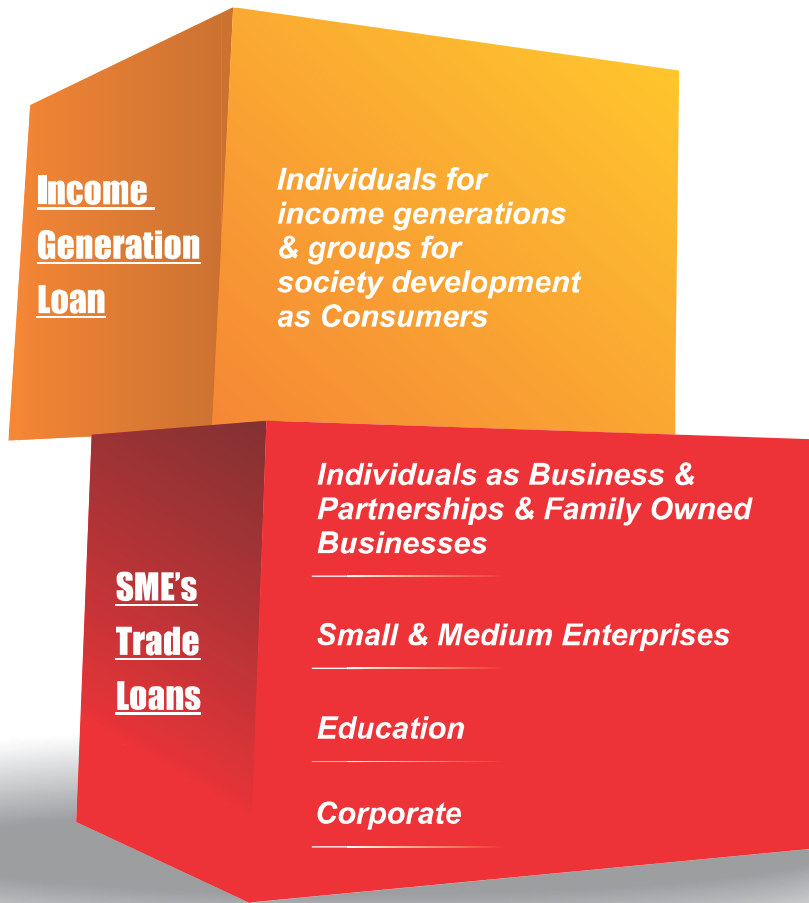 Income
Generation
Loan
Individuals for
income generations
& groups for
society development
as Consumers
SME's
Trade
Loans
Individuals as Business &
Partnerships & Family Owned
Businesses
Small & Medium Enterprises
Education
Corporate